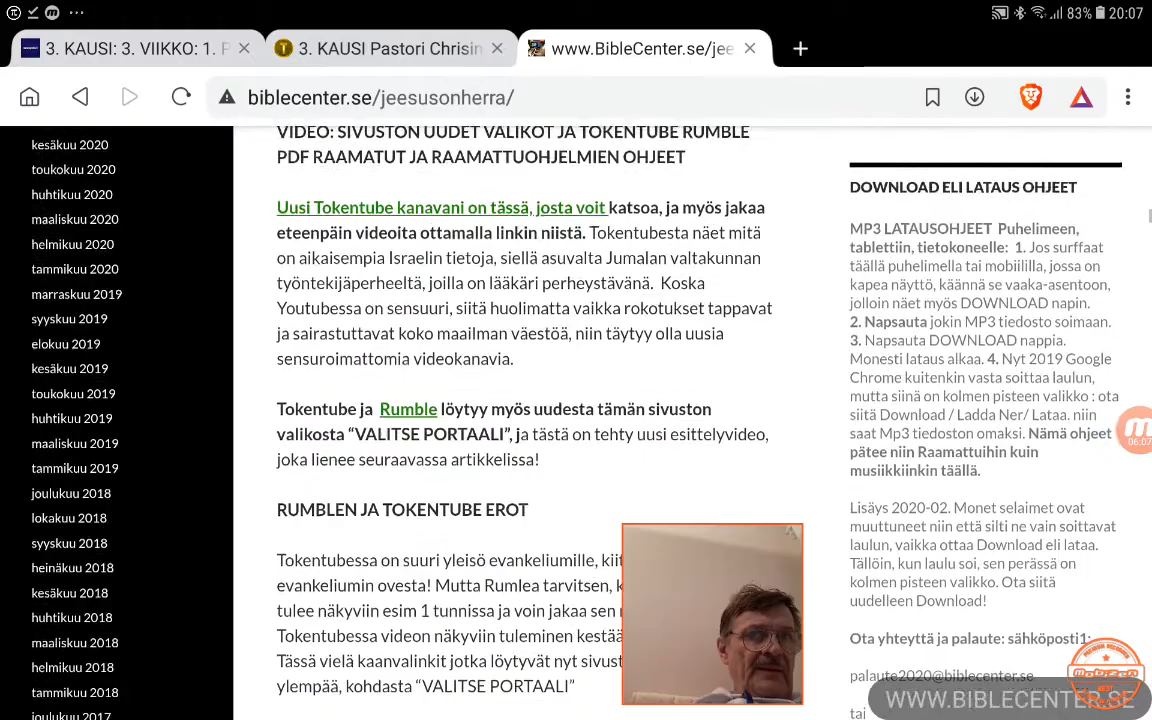 83% 20:07
3. KAUSI: 3. VIIKKO: 1. P
3. KAUSI Pastori Chrisin
www.BibleCenter.se/jee
biblecenter.se/jeesusonherra/
kesäkuu 2020
toukokuu 2020
huhtikuu 2020
maaliskuu 2020
helmikuu 2020
tammikuu 2020
marraskuu 2019
syyskuu 2019
elokuu 2019
kesäkuu 2019
toukokuu 2019
huhtikuu 2019
maaliskuu 2019
tammikuu 2019
joulukuu 2018
lokakuu 2018
syyskuu 2018
heinäkuu 2018
kesäkuu 2018
huhtikuu 2018
maaliskuu 2018
helmikuu 2018
tammikuu 2018
joulukuu 2017
VIDEO: SIVUSTON UUDET VALIKOT JA TOKENTUBE RUMBLE
PDF RAAMATUT JA RAAMATTUOHJELMIEN OHJEET
Uusi Tokentube kanavani on tässä, josta voit katsoa, ja myös jakaa
eteenpäin videoita ottamalla linkin niistä. Tokentubesta näet mitä
on aikaisempia Israelin tietoja, siellä asuvalta Jumalan valtakunnan
työntekijäperheeltä, joilla on lääkäri perheystävänä. Koska
Youtubessa on sensuuri, siitä huolimatta vaikka rokotukset tappavat
ja sairastuttavat koko maailman väestöä, niin täytyy olla uusia
sensuroimattomia videokanavia.
Tokentube ja Rumble löytyy myös uudesta tämän sivuston
valikosta “VALITSE PORTAALI”, ja tästä on tehty uusi esittelyvideo,
joka lienee seuraavassa artikkelissa!
RUMBLEN JA TOKENTUBE EROT
Tokentubessa on suuri yleisö evankeliumille, kiit
evankeliumin ovesta! Mutta Rumlea tarvitsen, k
tulee näkyviin esim 1 tunnissa ja voin jakaa sen
Tokentubessa videon näkyviin tuleminen kestää
Tässä vielä kaanvalinkit jotka löytyvät nyt sivust
ylempää, kohdasta “VALITSE PORTAALI”
DOWNLOAD ELI LATAUS OHJEET
MP3 LATAUSOHJEET Puhelimeen,
tablettiin, tietokoneelle: 1. Jos surffaat
täällä puhelimella tai mobiililla, jossa on
kapea näyttö, käännä se vaaka-asentoon,
jolloin näet myös DOWNLOAD napin.
2. Napsauta jokin MP3 tiedosto soimaan.
3. Napsauta DOWNLOAD nappia.
Monesti lataus alkaa. 4. Nyt 2019 Google
Chrome kuitenkin vasta soittaa laulun,
mutta siinä on kolmen pisteen valikko : ota
siitä Download / Ladda Ner/ Lataa. niin
saat Mp3 tiedoston omaksi. Nämä ohjeet
pätee niin Raamattuihin kuin
musiikkiinkin täällä.
06:07
Lisäys 2020-02. Monet selaimet ovat
muuttuneet niin että silti ne vain soittavat
laulun, vaikka ottaa Download eli lataa.
Tällöin, kun laulu soi, sen perässä on
kolmen pisteen valikko. Ota siitä
uudelleen Download!
Ota yhteyttä ja palaute: sähköposti1:
palaute2020@biblecenter.se
tai
WWW.BIBLECENTER.SE